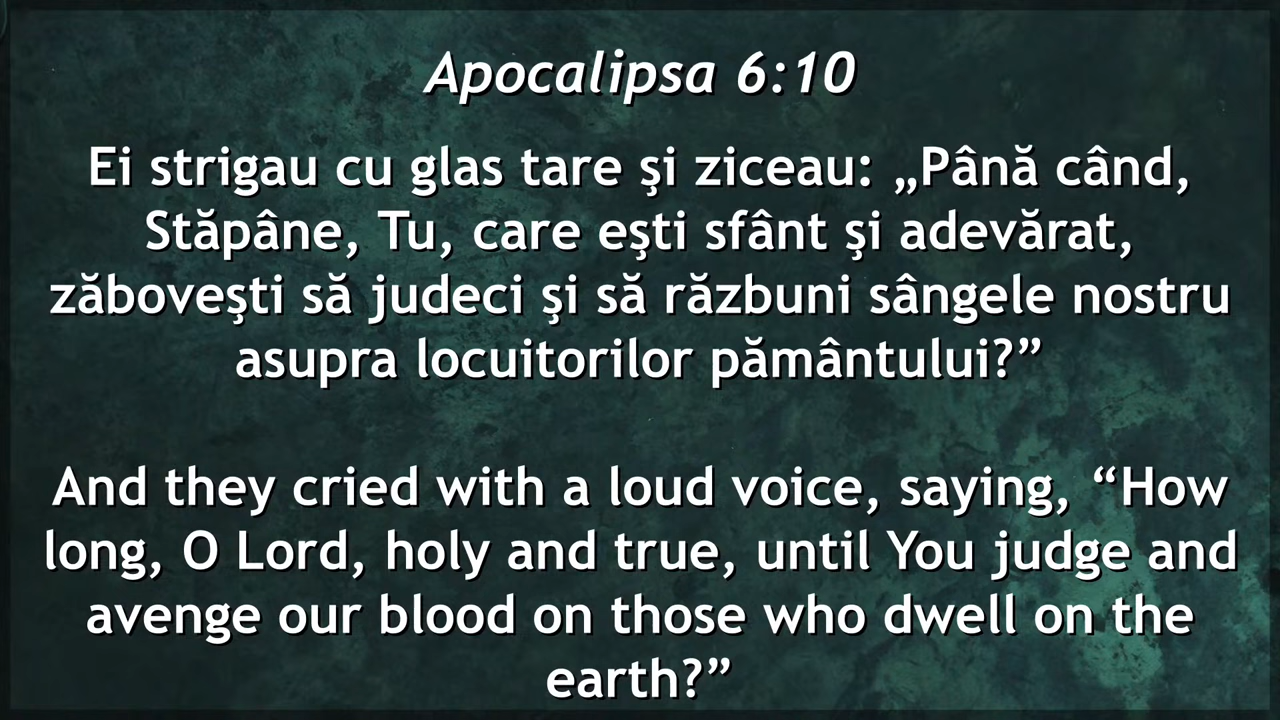 Apocalipsa 6:10
Ei strigau cu glas tare şi ziceau: „Până când,
Stăpâne, Tu, care eşti sfânt şi adevărat,
zăboveşti să judeci şi să răzbuni sângele nostru
asupra locuitorilor pământului?”
And they cried with a loud voice, saying, “How
long, O Lord, holy and true, until You judge and
avenge our blood on those who dwell on the
earth?”